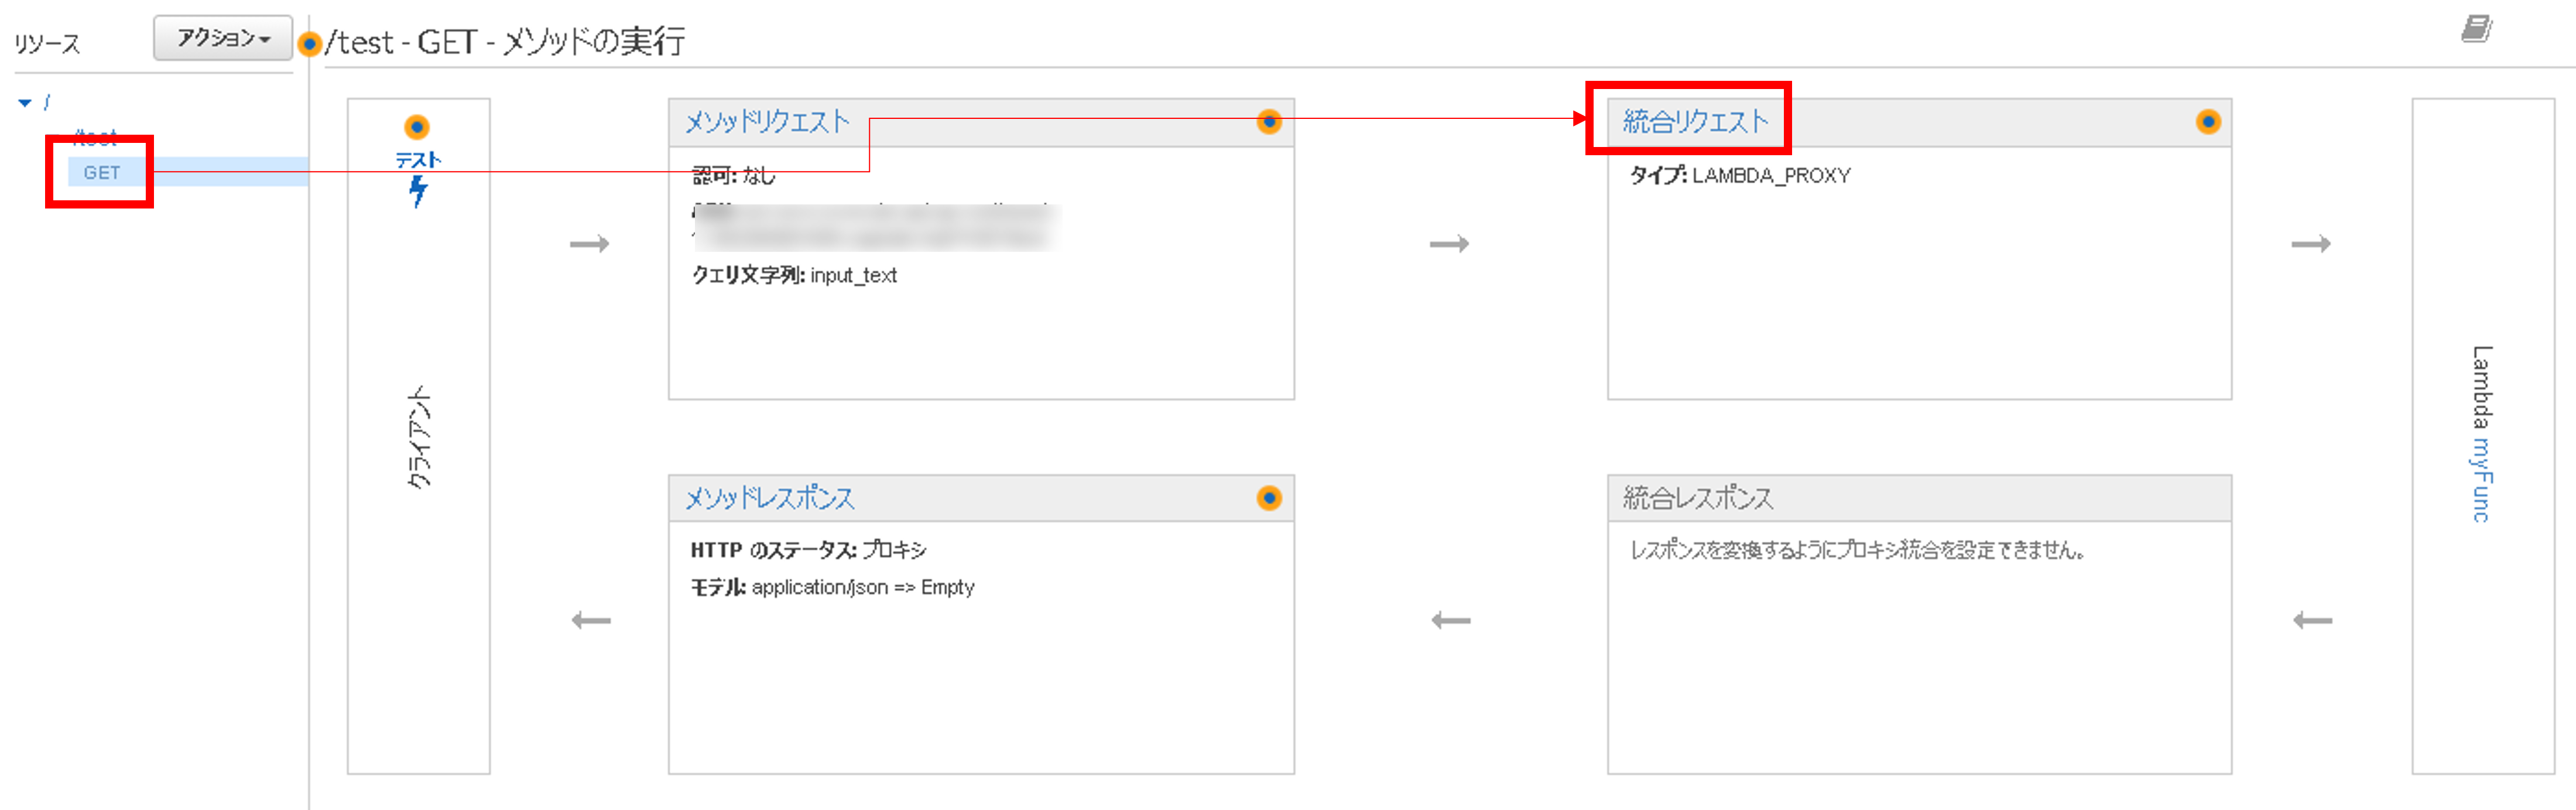 リソース
アクション
/test - GET - メソッドの実行
/
/test
GET
テスト
クライアント
メソッドリクエスト
認可: なし
クエリ文字列: input_text
統合リクエスト
タイプ: LAMBDA_PROXY
メソッドレスポンス
HTTP のステータス: プロキシ
モデル: application/json => Empty
統合レスポンス
レスポンスを変換するようにプロキシ統合を設定できません。
Lambda myFunc